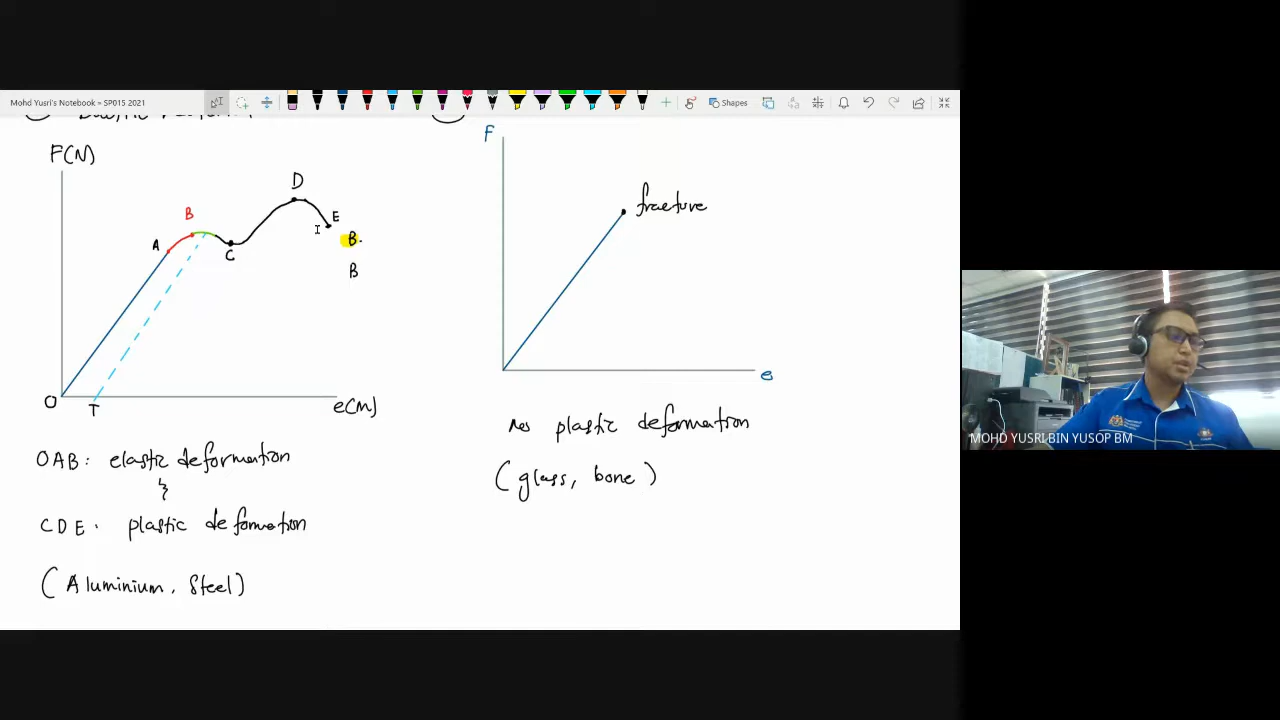 Mohd Yusri's Notebook » SP015 2021
Shapes
F(N)
D
E
B
A
C
B
B
O
T
e(m)
OAB: elastic deformation
CDE: plastic deformation
(Aluminium, Steel)
F
fracture
e
plastic deformation
(glass, bone)
MOHD YUSRI BIN YUSOP BM